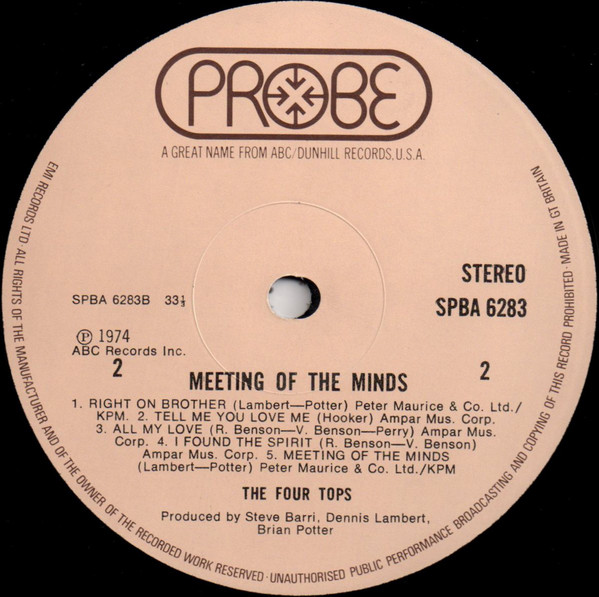 PROBE
A GREAT NAME FROM ABC/DUNHILL RECORDS, U.S.A.
EMI RECORDS LTD ALL RIGHTS OF THE MANUFACTURER AND OF THE OWNER OF THE RECORDED WORK RESERVED · UNAUTHORISED PUBLIC PERFORMANCE BROADCASTING AND COPYING OF THIS RECORD PROHIBITED · MADE IN GT BRITAIN
STEREO
SPBA 6283B 33⅓
SPBA 6283
℗ 1974
ABC Records Inc.
2
2
MEETING OF THE MINDS
1. RIGHT ON BROTHER (Lambert—Potter) Peter Maurice & Co. Ltd./
KPM. 2. TELL ME YOU LOVE ME (Hooker) Ampar Mus. Corp.
3. ALL MY LOVE (R. Benson—V. Benson—Perry) Ampar Mus.
Corp. 4. I FOUND THE SPIRIT (R. Benson—V. Benson)
Ampar Mus. Corp. 5. MEETING OF THE MINDS
(Lambert—Potter) Peter Maurice & Co. Ltd./KPM
THE FOUR TOPS
Produced by Steve Barri, Dennis Lambert,
Brian Potter